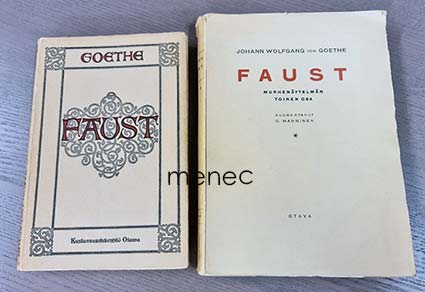 GOETHE
FAUST
Kustannusosakeyhtiö Otava
JOHANN WOLFGANG VON GOETHE
FAUST
MURHENÄYTELMÄN
TOINEN OSA
SUOMENTANUT
O. MANNINEN
*
OTAVA
menec